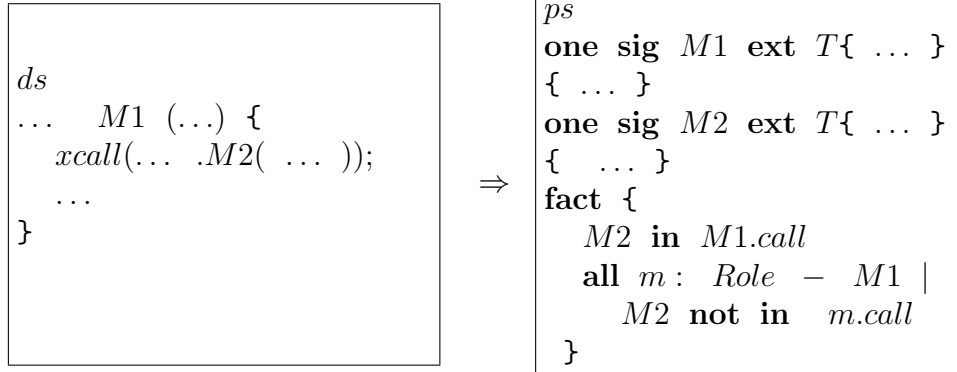 ds
... M1 (...) {
xcall(... .M2( ... ));
...
}
⇒
ps
one sig M1 ext T{ ... }
{ ... }
one sig M2 ext T{ ... }
{ ... }
fact {
M2 in M1.call
all m : Role − M1 |
M2 not in m.call
}